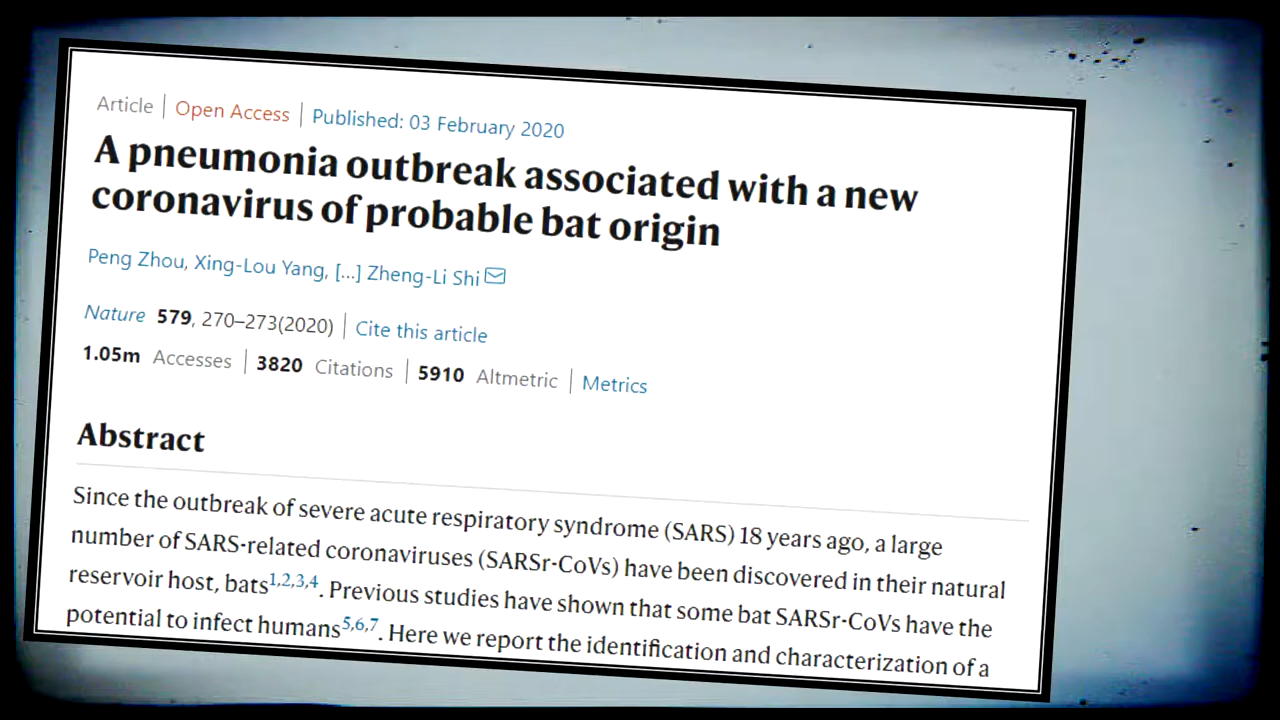 Article | Open Access | Published: 03 February 2020
A pneumonia outbreak associated with a new
coronavirus of probable bat origin
Peng Zhou, Xing-Lou Yang, [...] Zheng-Li Shi
Nature 579, 270–273(2020) | Cite this article
1.05m Accesses | 3820 Citations | 5910 Altmetric | Metrics
Abstract
Since the outbreak of severe acute respiratory syndrome (SARS) 18 years ago, a large
number of SARS-related coronaviruses (SARSr-CoVs) have been discovered in their natural
reservoir host, bats1,2,3,4. Previous studies have shown that some bat SARSr-CoVs have the
potential to infect humans5,6,7. Here we report the identification and characterization of a